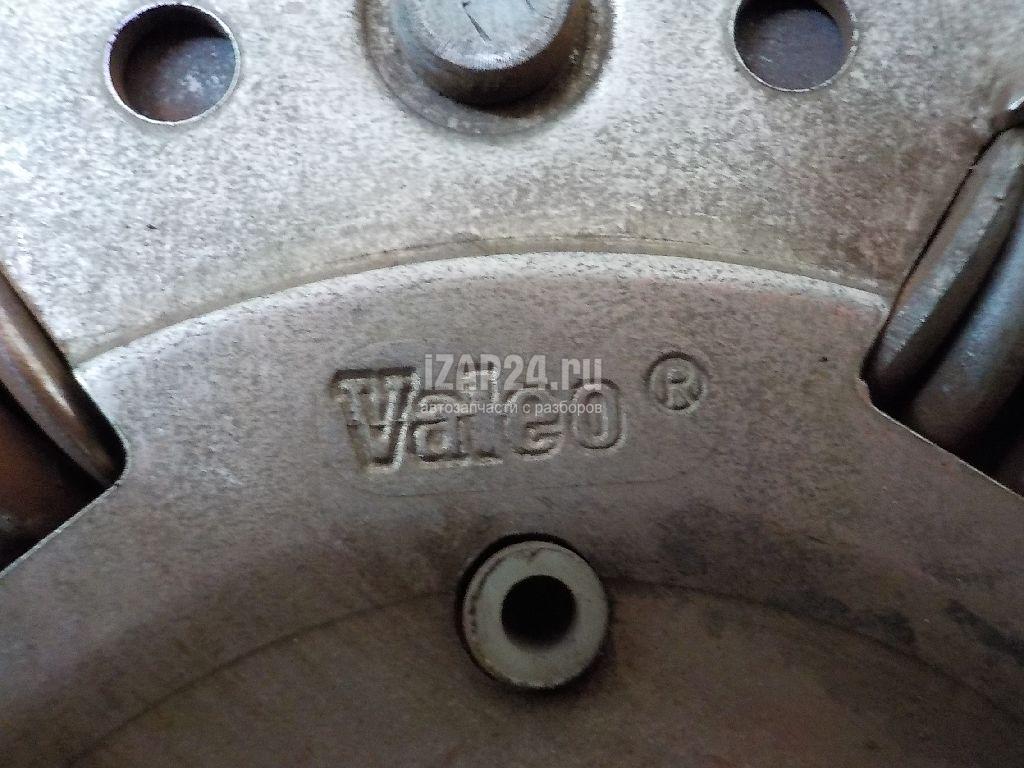 iZAP24.ru
автозапчасти с разборов
Valeo ®